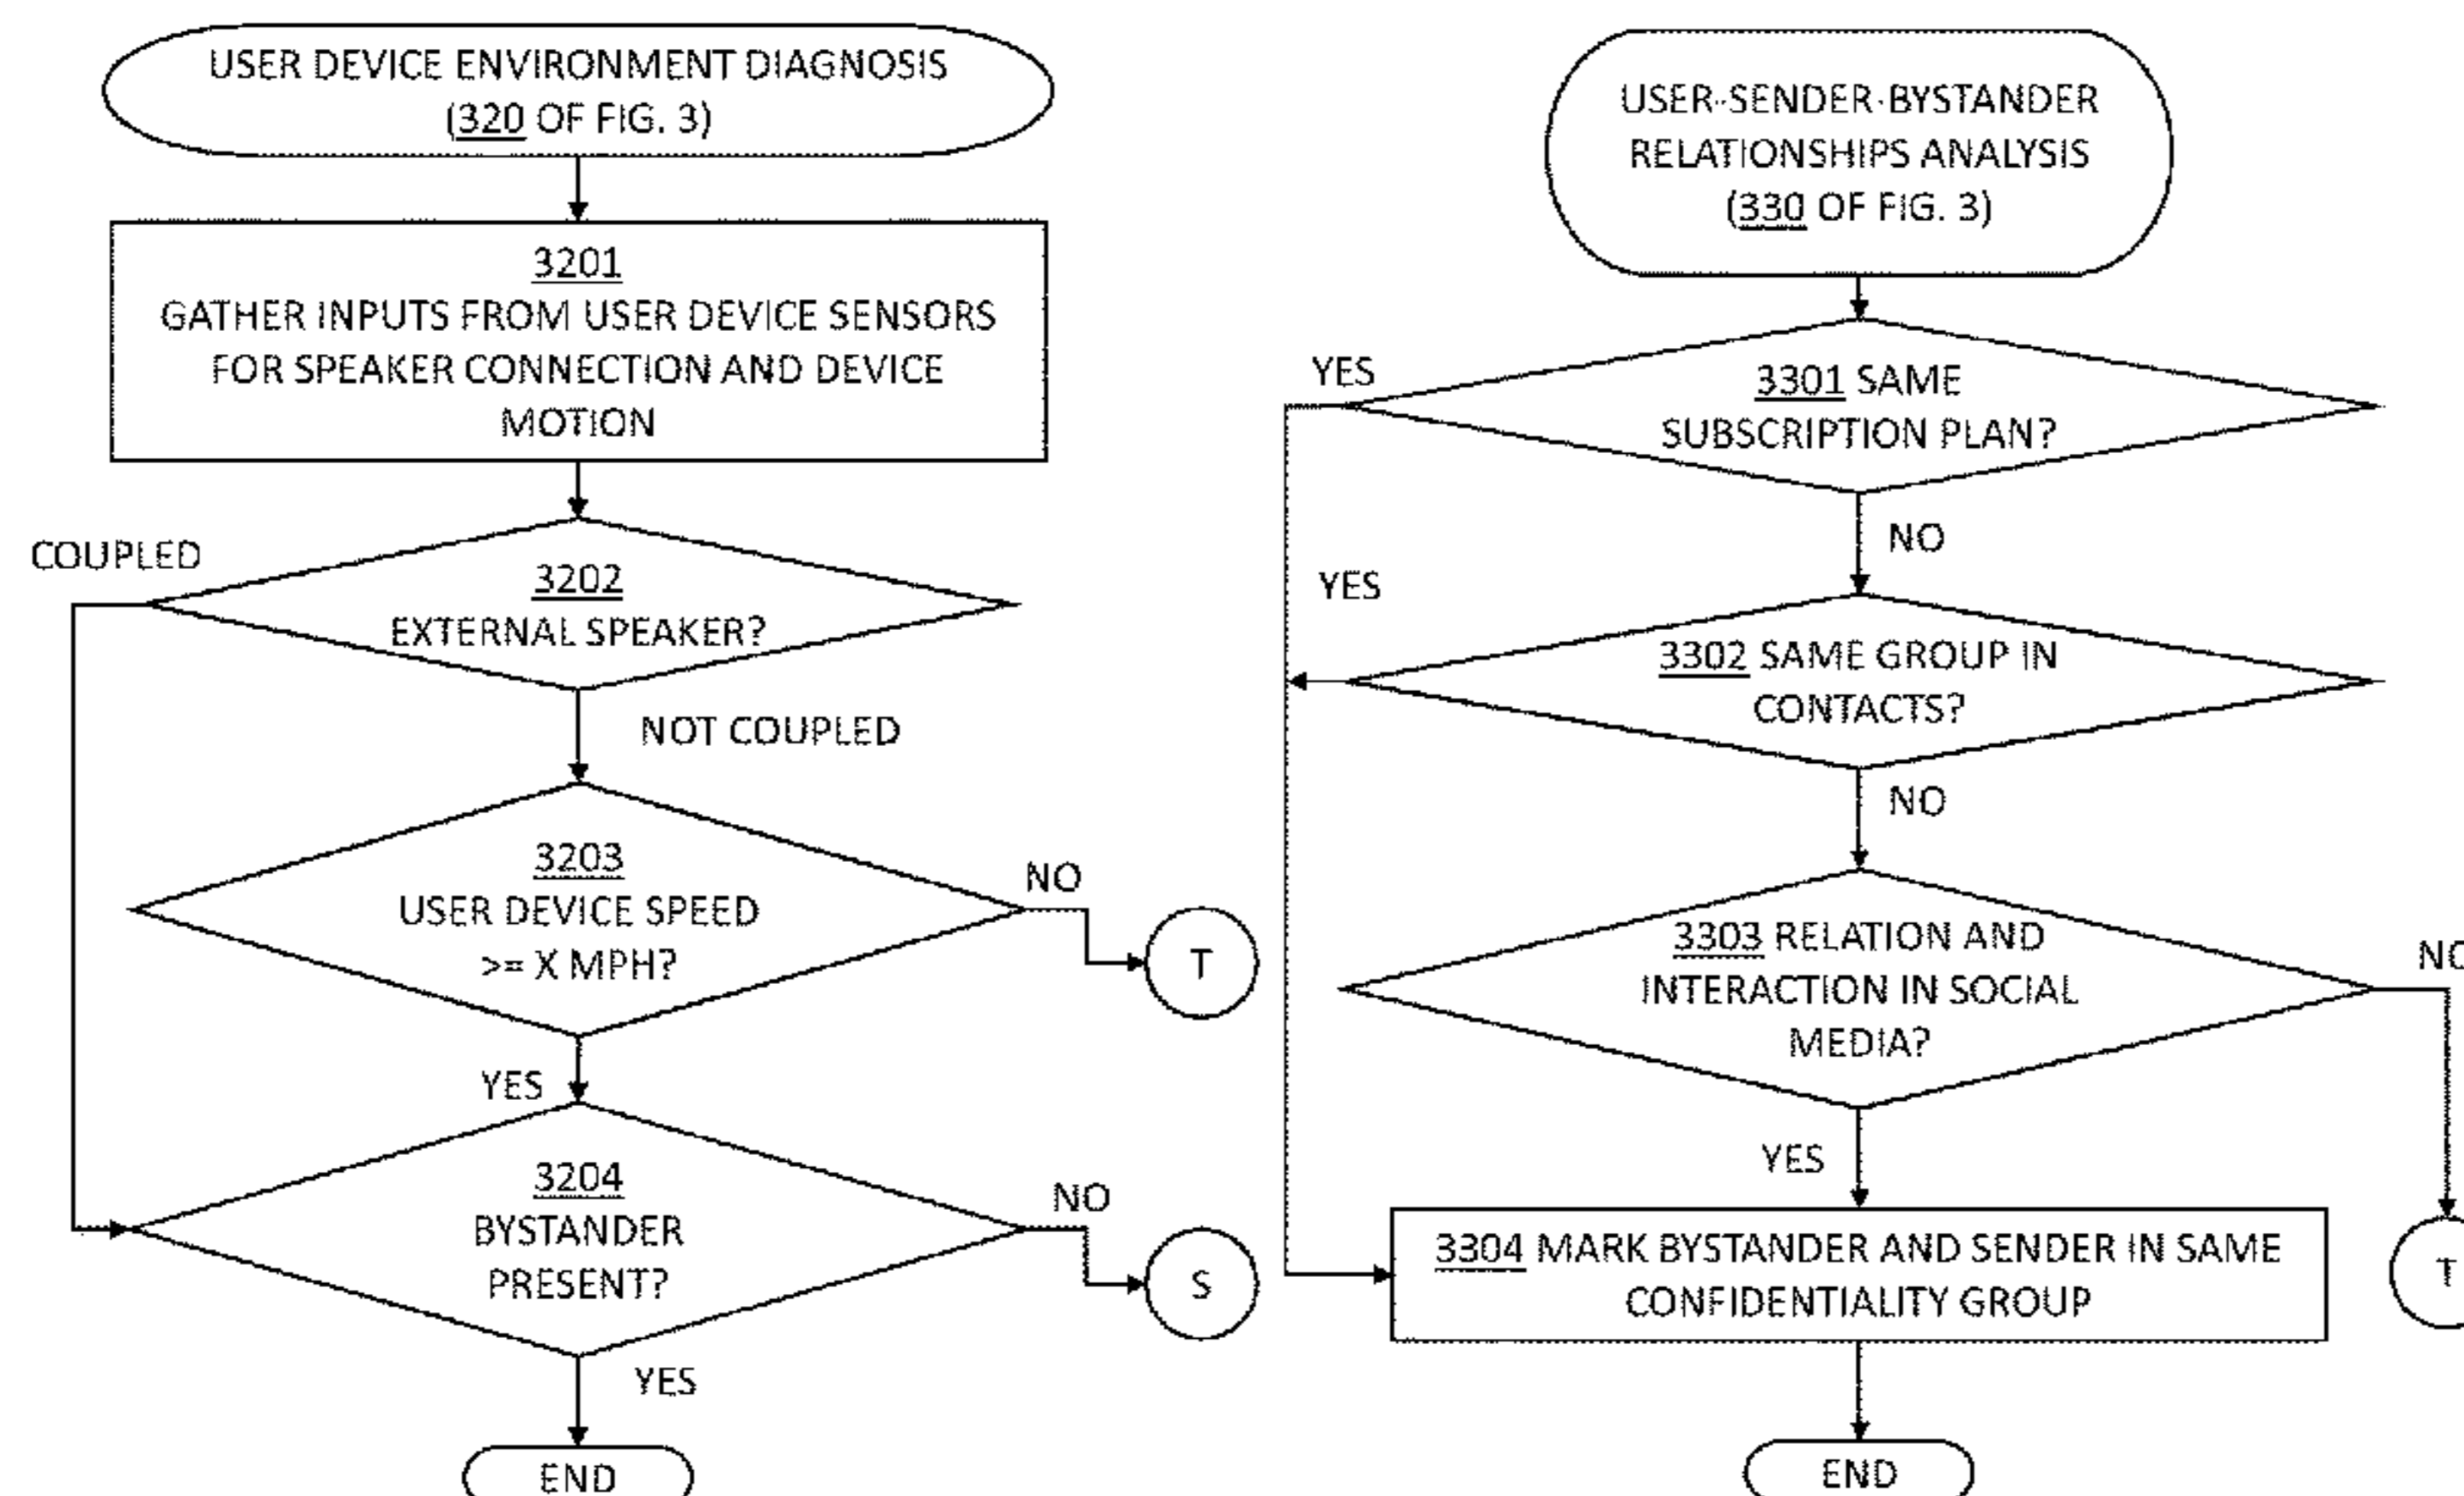 USER DEVICE ENVIRONMENT DIAGNOSIS
(320 OF FIG. 3)
3201
GATHER INPUTS FROM USER DEVICE SENSORS
FOR SPEAKER CONNECTION AND DEVICE
MOTION
COUPLED
3202
EXTERNAL SPEAKER?
NOT COUPLED
3203
USER DEVICE SPEED
>= X MPH?
NO
T
YES
3204
BYSTANDER
PRESENT?
NO
S
YES
END
USER-SENDER-BYSTANDER
RELATIONSHIPS ANALYSIS
(330 OF FIG. 3)
YES
3301 SAME
SUBSCRIPTION PLAN?
NO
YES
3302 SAME GROUP IN
CONTACTS?
NO
3303 RELATION AND
INTERACTION IN SOCIAL
MEDIA?
NO
YES
T
3304 MARK BYSTANDER AND SENDER IN SAME
CONFIDENTIALITY GROUP
END